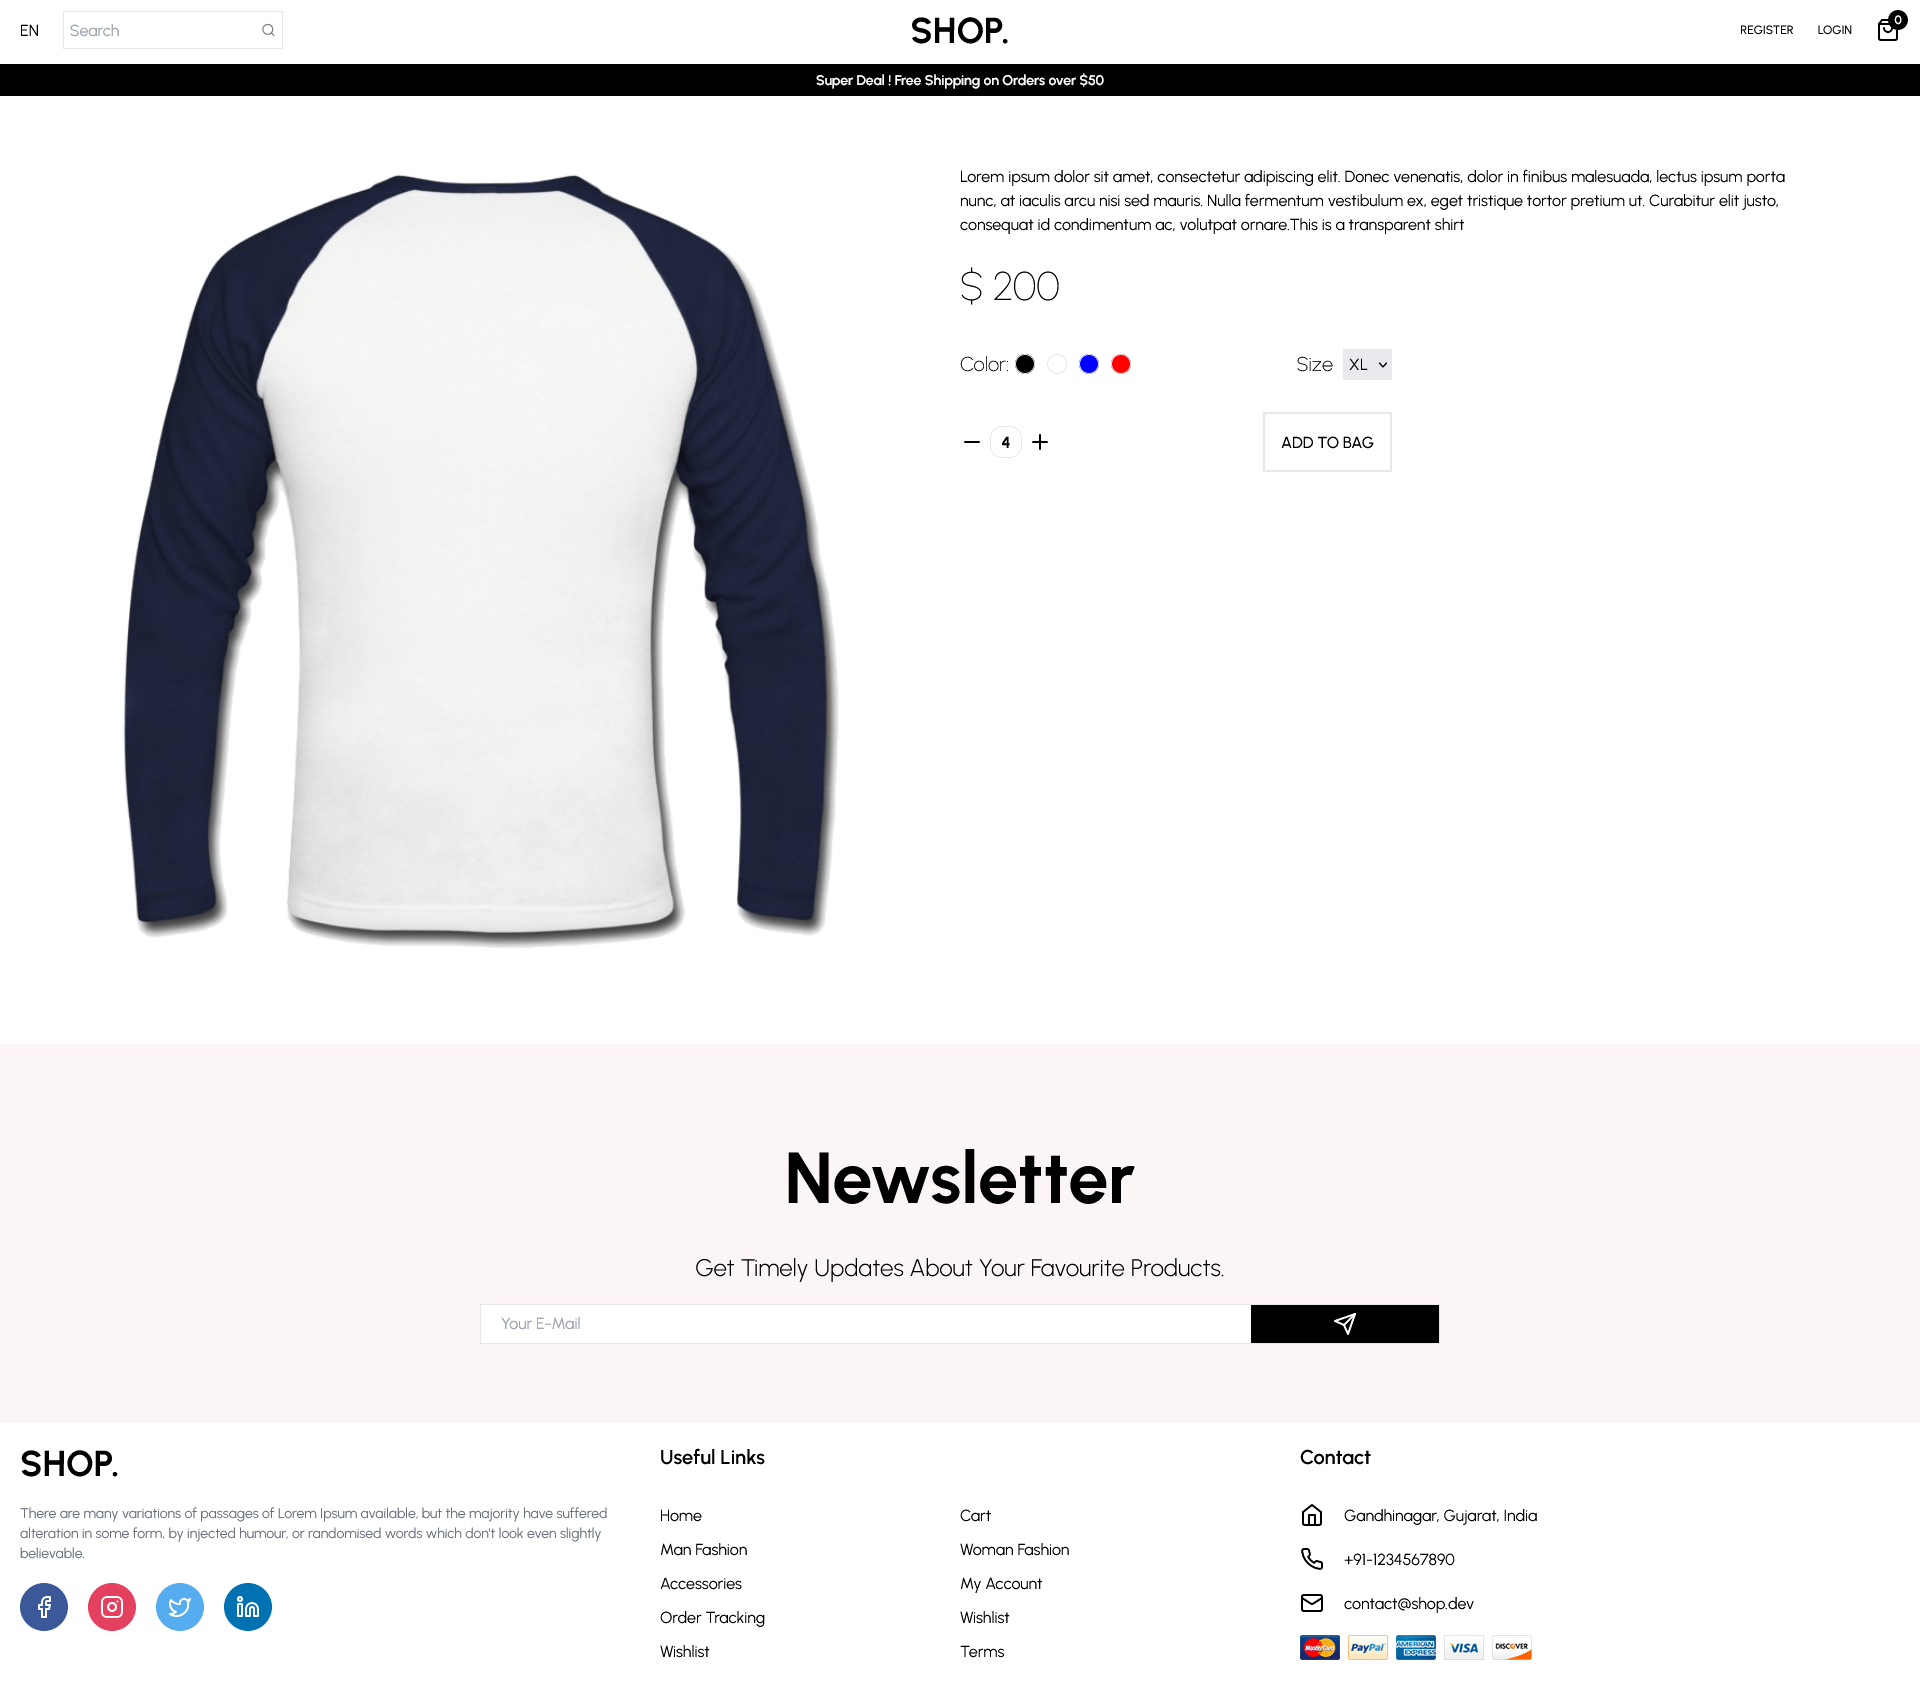 EN
Search
SHOP.
REGISTER
LOGIN
0
Super Deal ! Free Shipping on Orders over $50
Lorem ipsum dolor sit amet, consectetur adipiscing elit. Donec venenatis, dolor in finibus malesuada, lectus ipsum porta
nunc, at iaculis arcu nisi sed mauris. Nulla fermentum vestibulum ex, eget tristique tortor pretium ut. Curabitur elit justo,
consequat id condimentum ac, volutpat ornare.This is a transparent shirt
$ 200
Color:
Size
XL
4
ADD TO BAG
Newsletter
Get Timely Updates About Your Favourite Products.
Your E-Mail
SHOP.
There are many variations of passages of Lorem Ipsum available, but the majority have suffered
alteration in some form, by injected humour, or randomised words which don't look even slightly
believable.
Useful Links
Home
Cart
Man Fashion
Woman Fashion
Accessories
My Account
Order Tracking
Wishlist
Wishlist
Terms
Contact
Gandhinagar, Gujarat, India
+91-1234567890
contact@shop.dev
MasterCard
PayPal
AMERICAN EXPRESS
VISA
DISCOVER